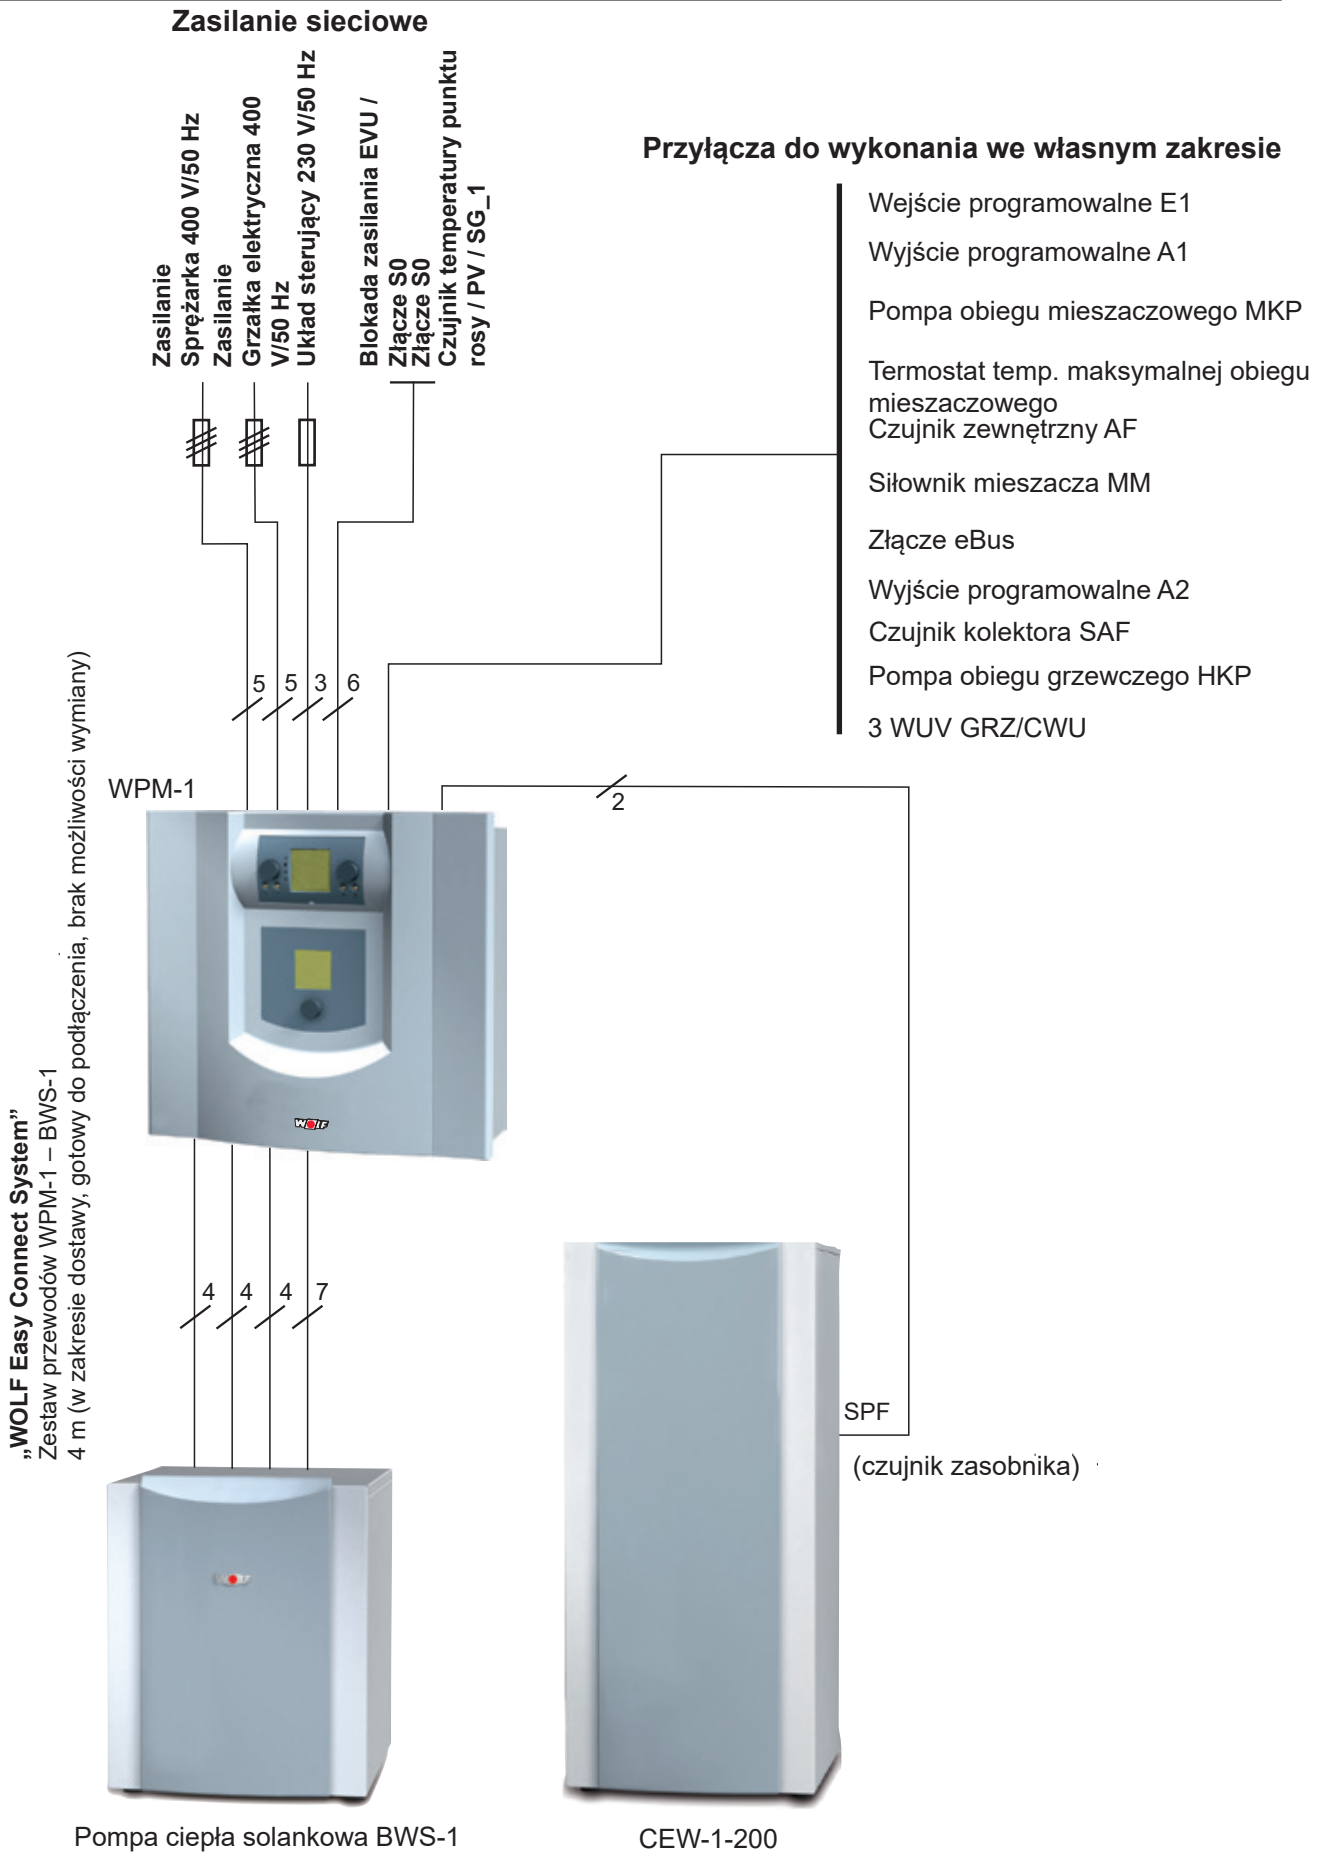 Zasilanie sieciowe
Zasilanie
Sprężarka 400 V/50 Hz
Zasilanie
Grzałka elektryczna 400
V/50 Hz
Układ sterujący 230 V/50 Hz
Blokada zasilania EVU /
Złącze S0
Złącze S0
Czujnik temperatury punktu
rosy / PV / SG_1
Przyłącza do wykonania we własnym zakresie
Wejście programowalne E1
Wyjście programowalne A1
Pompa obiegu mieszaczowego MKP
Termostat temp. maksymalnej obiegu
mieszaczowego
Czujnik zewnętrzny AF
Siłownik mieszacza MM
Złącze eBus
Wyjście programowalne A2
Czujnik kolektora SAF
Pompa obiegu grzewczego HKP
3 WUV GRZ/CWU
5 5 3 6
WPM-1
2
WOLF
„WOLF Easy Connect System”
Zestaw przewodów WPM-1 – BWS-1
4 m (w zakresie dostawy, gotowy do podłączenia, brak możliwości wymiany)
4 4 4 7
SPF
(czujnik zasobnika)
WOLF
Pompa ciepła solankowa BWS-1
CEW-1-200